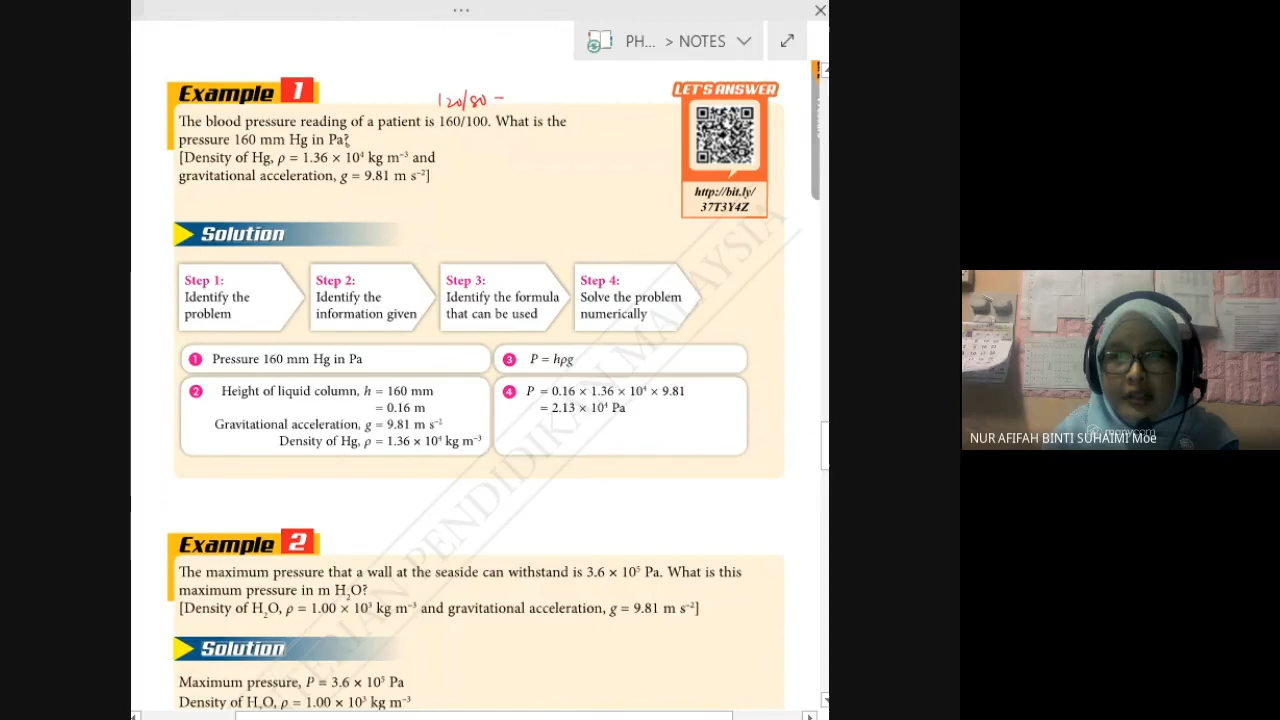 PH... > NOTES
Example 1
120/80 -
The blood pressure reading of a patient is 160/100. What is the
pressure 160 mm Hg in Pa?
[Density of Hg, ρ = 1.36 × 10⁴ kg m⁻³ and
gravitational acceleration, g = 9.81 m s⁻²]
LET'S ANSWER
http://bit.ly/
37T3Y4Z
Solution
Step 1:
Identify the
problem
Step 2:
Identify the
information given
Step 3:
Identify the formula
that can be used
Step 4:
Solve the problem
numerically
1 Pressure 160 mm Hg in Pa
2 Height of liquid column, h = 160 mm
= 0.16 m
Gravitational acceleration, g = 9.81 m s⁻²
Density of Hg, ρ = 1.36 × 10⁴ kg m⁻³
3 P = hρg
4 P = 0.16 × 1.36 × 10⁴ × 9.81
= 2.13 × 10⁴ Pa
Example 2
The maximum pressure that a wall at the seaside can withstand is 3.6 × 10⁵ Pa. What is this
maximum pressure in m H₂O?
[Density of H₂O, ρ = 1.00 × 10³ kg m⁻³ and gravitational acceleration, g = 9.81 m s⁻²]
Solution
Maximum pressure, P = 3.6 × 10⁵ Pa
Density of H₂O, ρ = 1.00 × 10³ kg m⁻³
TERIAN PENDIDIKAN MALAYSIA
NUR AFIFAH BINTI SUHAIMI Moe